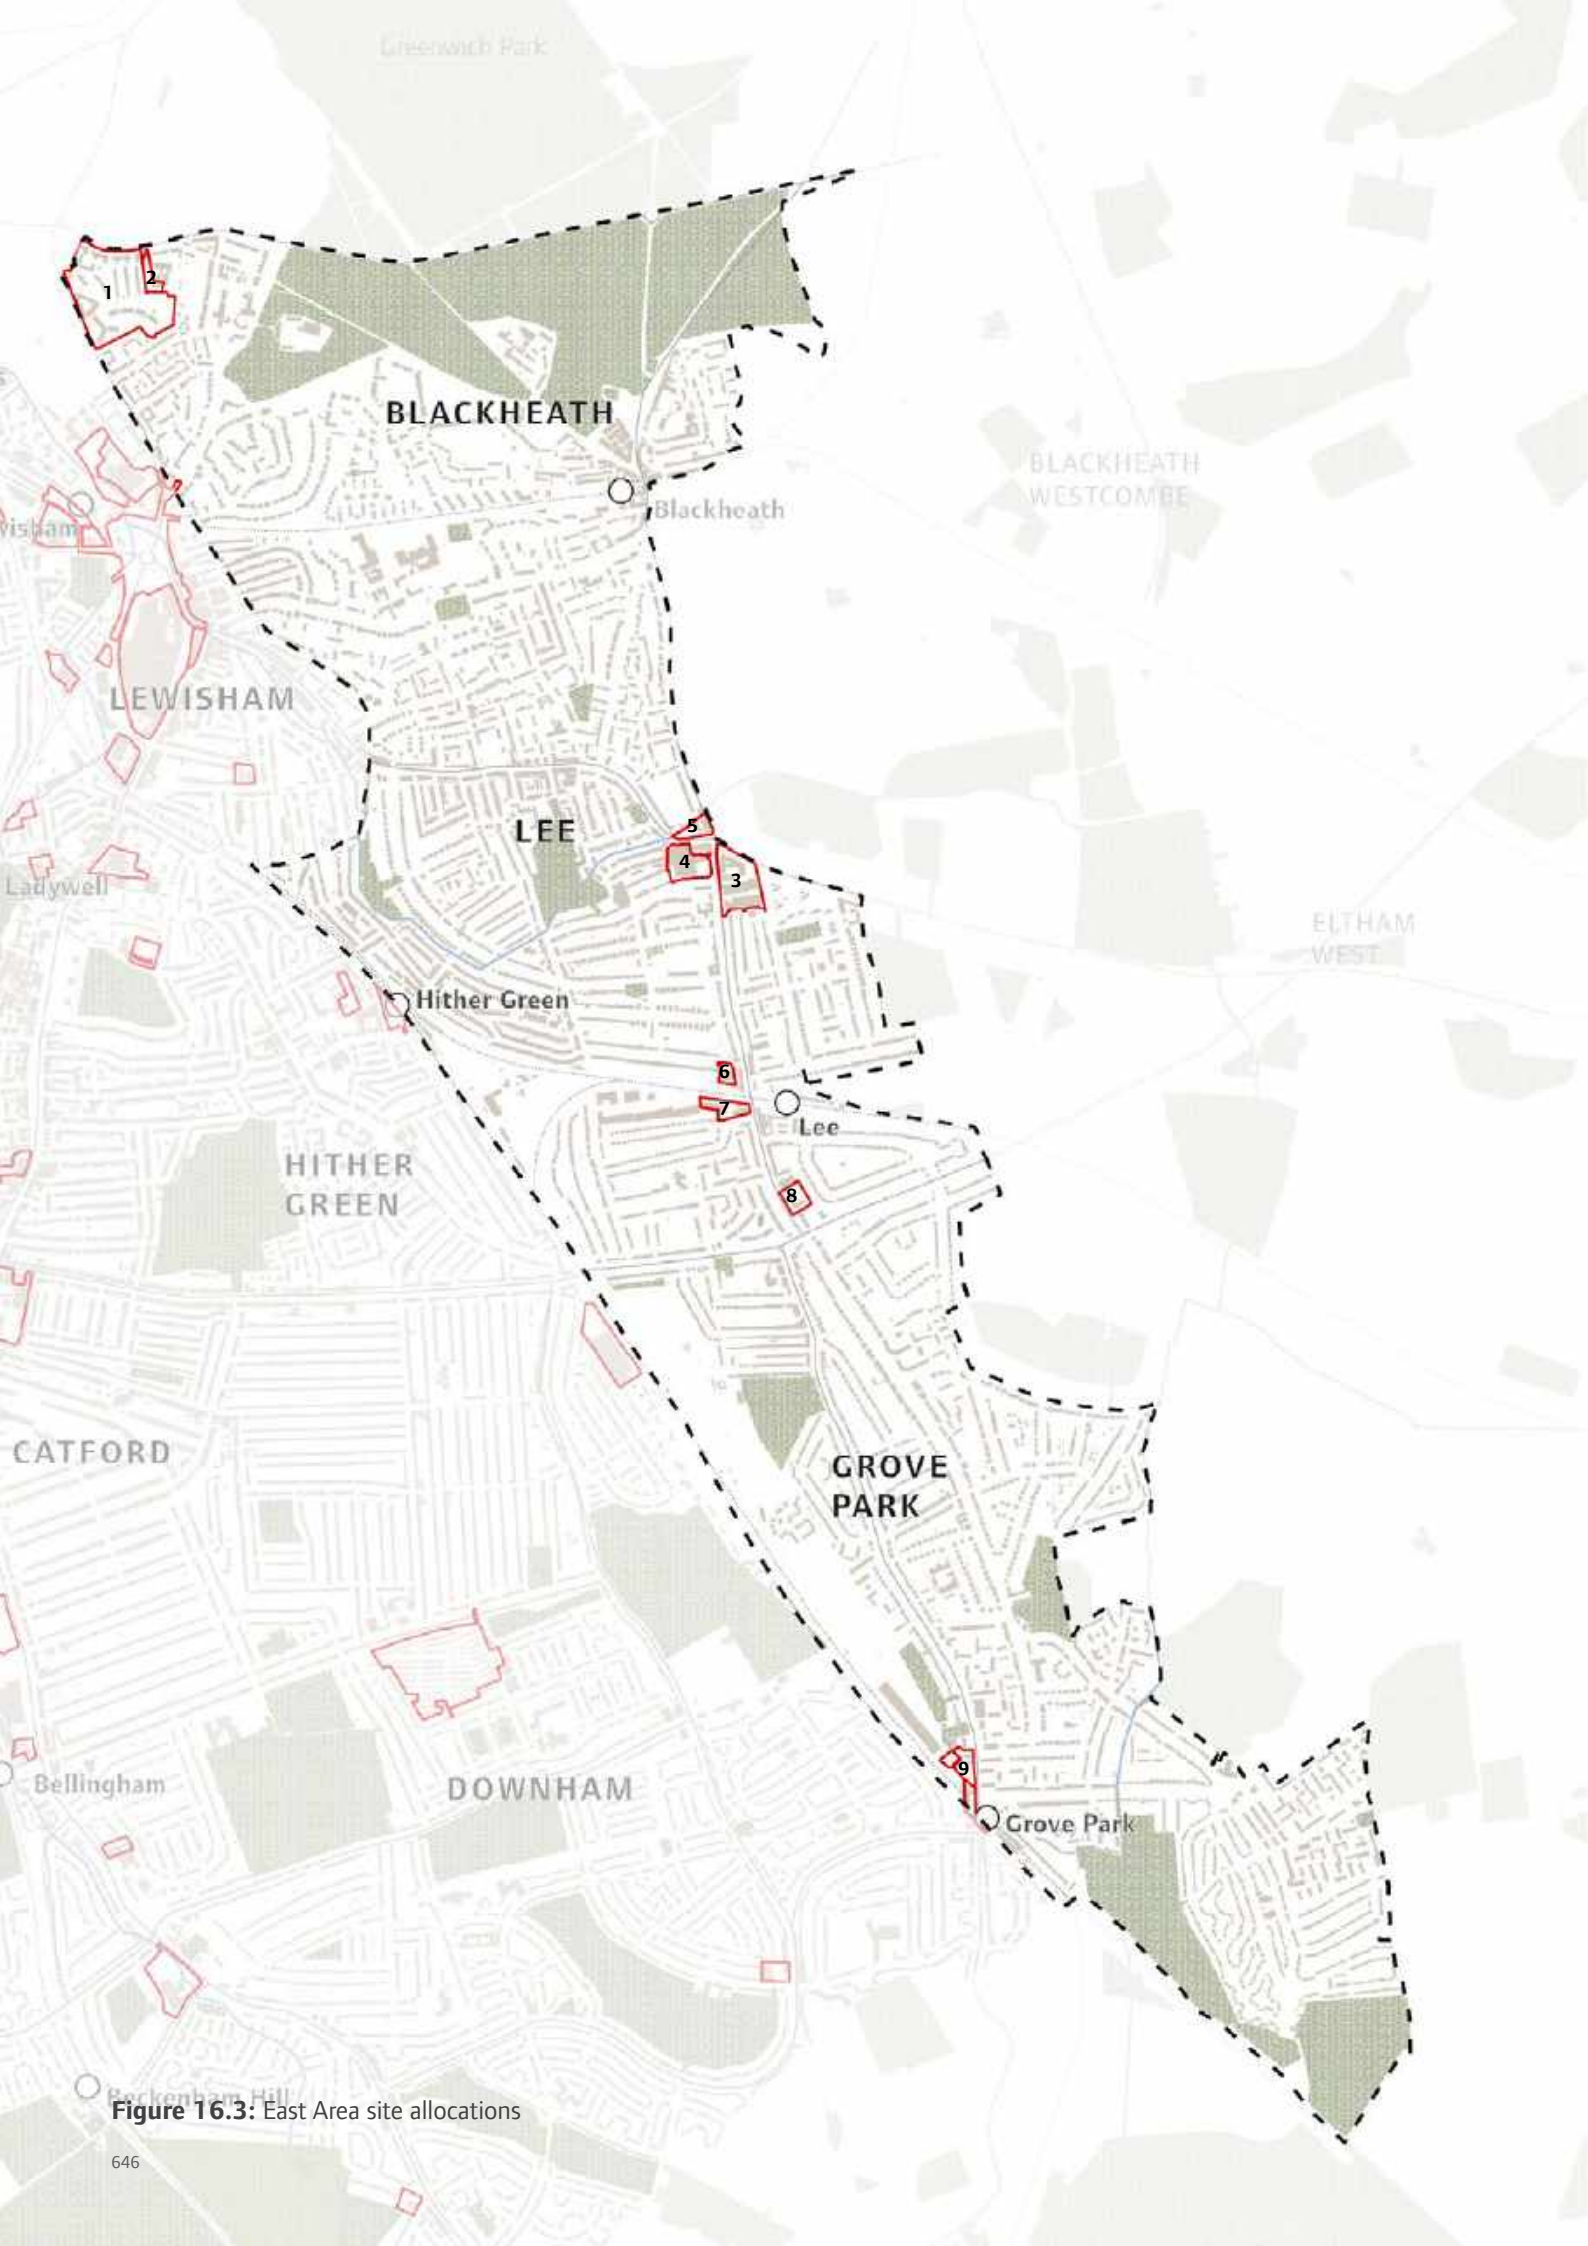 Greenwich Park
2
1
BLACKHEATH
BLACKHEATH
WESTCOMBE
Blackheath
wisham
LEWISHAM
5
LEE
4
3
Ladywell
ELTHAM
WEST
Hither Green
6
7
Lee
HITHER
GREEN
8
CATFORD
GROVE
PARK
9
Bellingham
DOWNHAM
Grove Park
Beckenham Hill
Figure 16.3: East Area site allocations
646